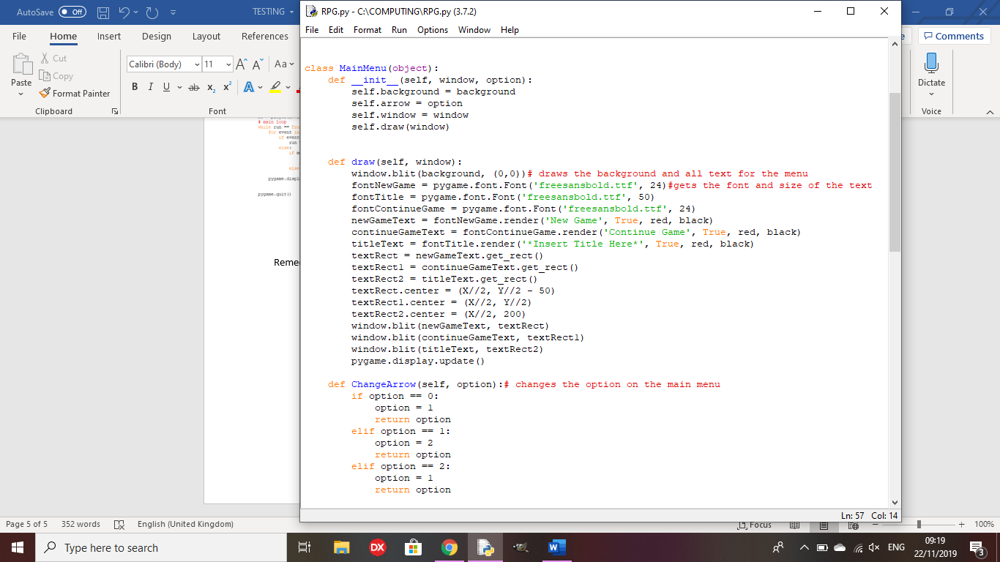 AutoSave Off TESTING
File Home Insert Design Layout References
Comments
Paste
Cut
Copy
Format Painter
Clipboard
Calibri (Body) 11
Aa
B I U ab x2 x2 A
Font
Dictate
Voice
# main loop
while run == True
for event in
if event
run
else:
if
else
pygame.displ
pygame.quit()
RPG.py - C:\COMPUTING\RPG.py (3.7.2)
File Edit Format Run Options Window Help
class MainMenu(object):
    def __init__(self, window, option):
        self.background = background
        self.arrow = option
        self.window = window
        self.draw(window)
    def draw(self, window):
        window.blit(background, (0,0))# draws the background and all text for the menu
        fontNewGame = pygame.font.Font('freesansbold.ttf', 24)#gets the font and size of the text
        fontTitle = pygame.font.Font('freesansbold.ttf', 50)
        fontContinueGame = pygame.font.Font('freesansbold.ttf', 24)
        newGameText = fontNewGame.render('New Game', True, red, black)
        continueGameText = fontContinueGame.render('Continue Game', True, red, black)
        titleText = fontTitle.render('*Insert Title Here*', True, red, black)
        textRect = newGameText.get_rect()
        textRect1 = continueGameText.get_rect()
        textRect2 = titleText.get_rect()
        textRect.center = (X//2, Y//2 - 50)
        textRect1.center = (X//2, Y//2)
        textRect2.center = (X//2, 200)
        window.blit(newGameText, textRect)
        window.blit(continueGameText, textRect1)
        window.blit(titleText, textRect2)
        pygame.display.update()
    def ChangeArrow(self, option):# changes the option on the main menu
        if option == 0:
            option = 1
            return option
        elif option == 1:
            option = 2
            return option
        elif option == 2:
            option = 1
            return option
Ln: 57 Col: 14
Page 5 of 5 352 words English (United Kingdom) Focus 100%
Type here to search
DX
ENG
09:19
22/11/2019
3